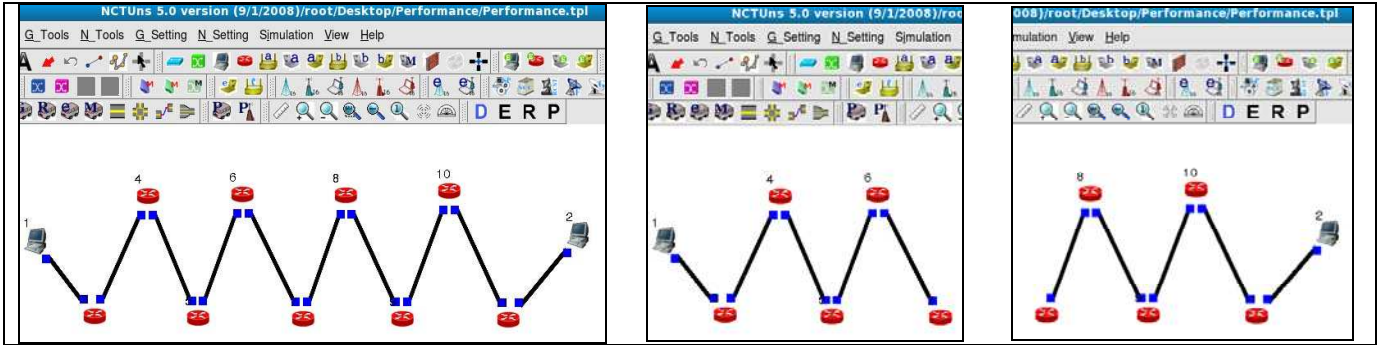 NCTUns 5.0 version (9/1/2008)/root/Desktop/Performance/Performance.tpl
G_Tools N_Tools G_Setting N_Setting Simulation View Help
D E R P
4 6 8 10
1 2
NCTUns 5.0 version (9/1/2008)/roo
G_Tools N_Tools G_Setting N_Setting Simulation
4 6
1
008)/root/Desktop/Performance/Performance.tpl
mulation View Help
D E R P
8 10
2